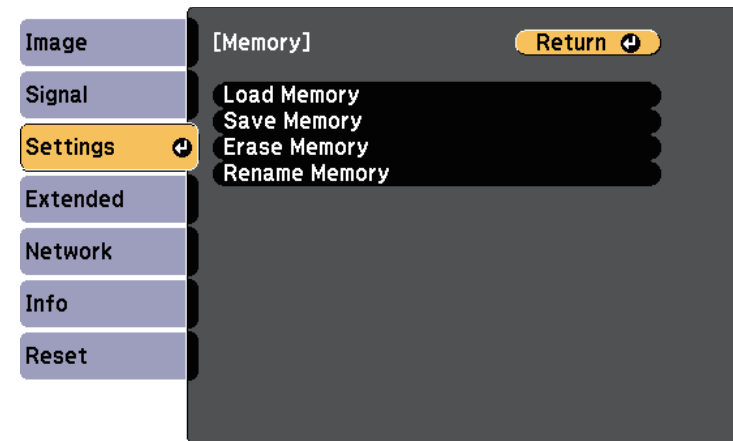 Image
Signal
Settings
Extended
Network
Info
Reset
[Memory]
Return
Load Memory
Save Memory
Erase Memory
Rename Memory